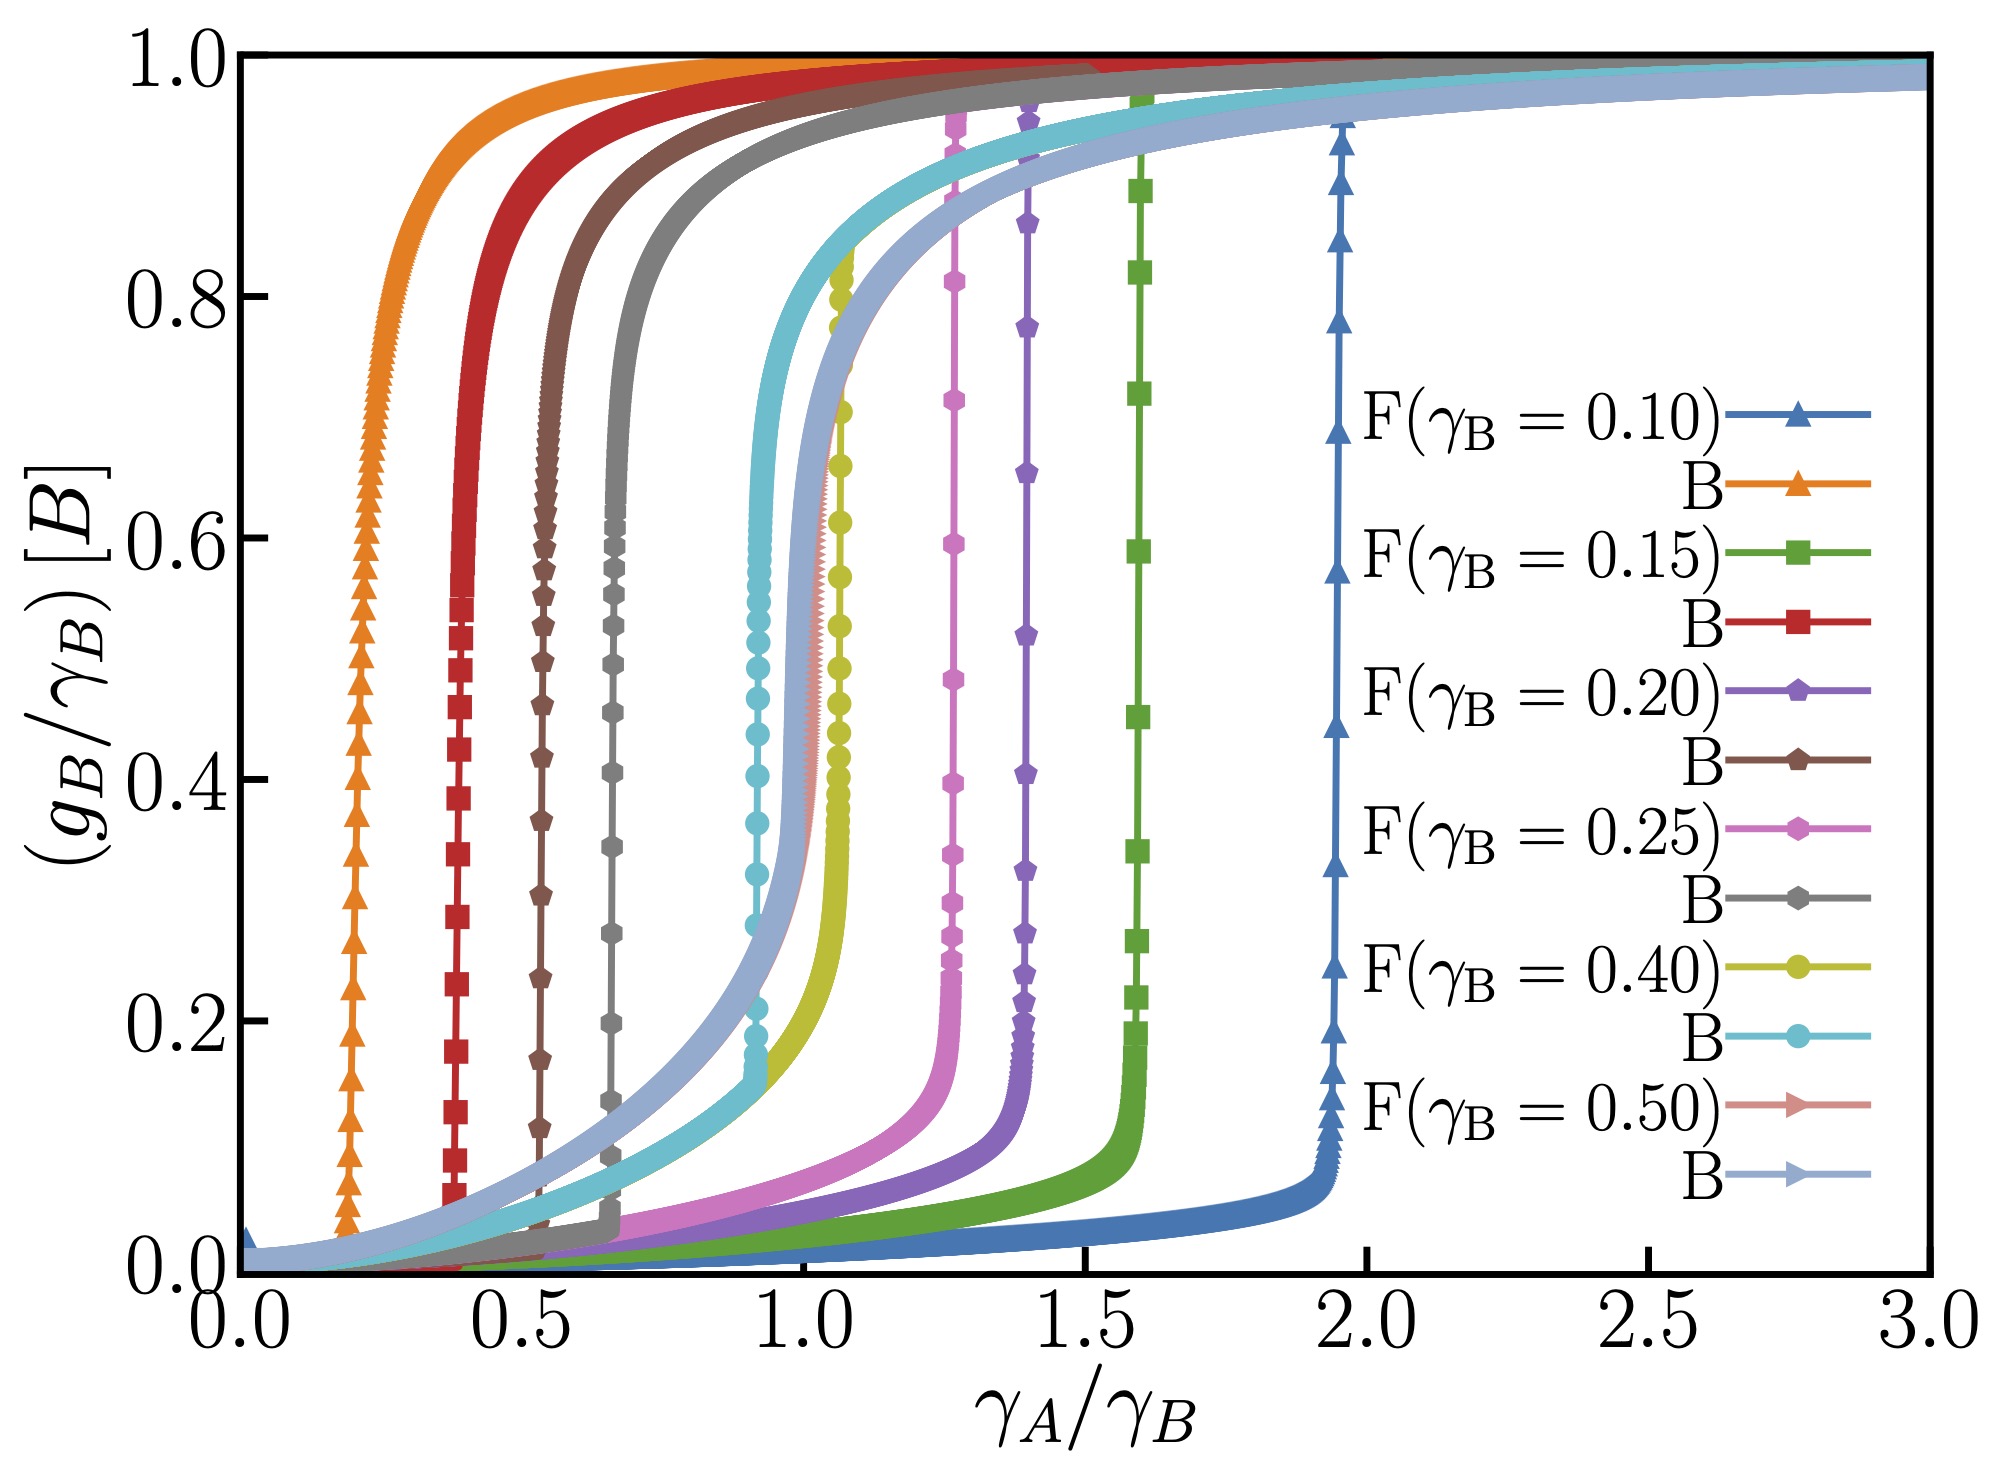 1.0
0.8
0.6
0.4
0.2
0.0
(g_B/γ_B) [B]
F(γ_B = 0.10)
B
F(γ_B = 0.15)
B
F(γ_B = 0.20)
B
F(γ_B = 0.25)
B
F(γ_B = 0.40)
B
F(γ_B = 0.50)
B
0.0 0.5 1.0 1.5 2.0 2.5 3.0
γ_A/γ_B